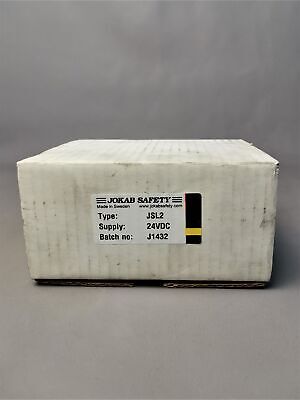 JOKAB SAFETY
Made in Sweden www.jokabsafety.com
Type: JSL2
Supply: 24VDC
Batch no: J1432